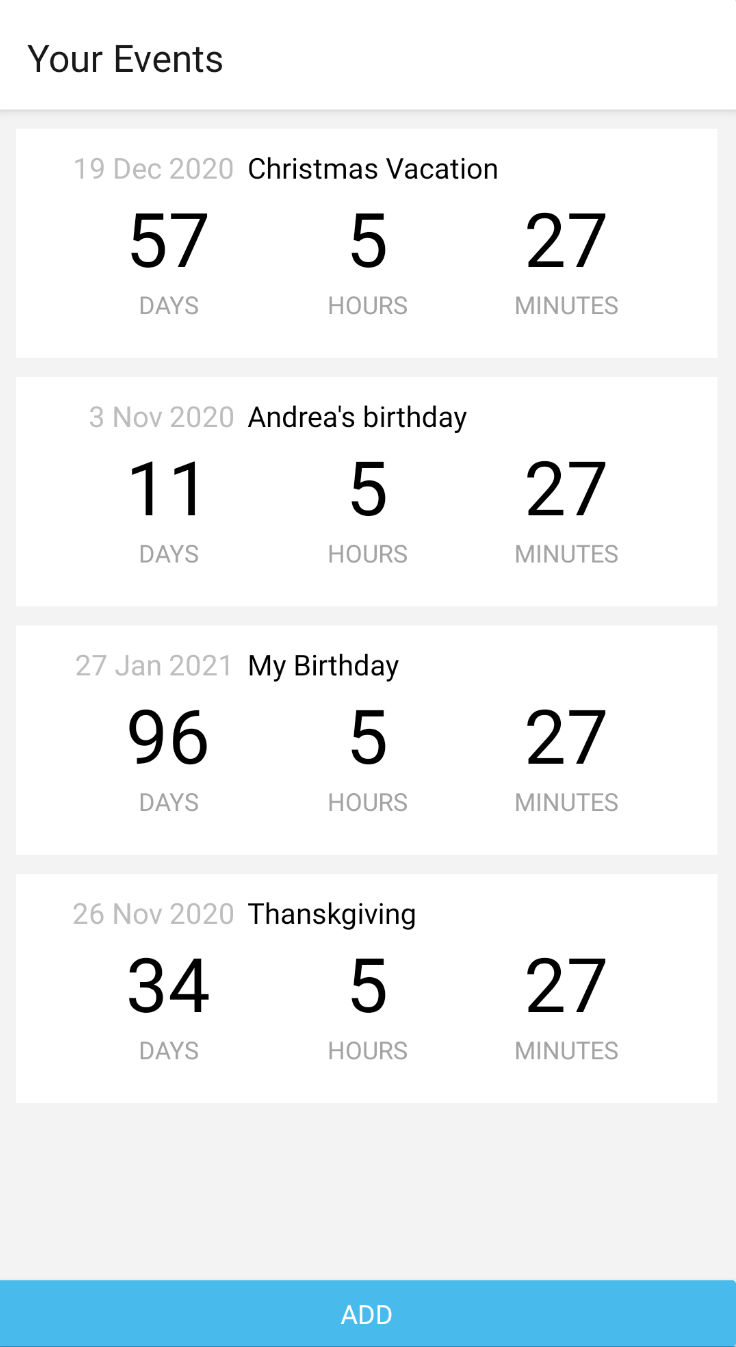 Your Events
19 Dec 2020 Christmas Vacation
57 5 27
DAYS HOURS MINUTES
3 Nov 2020 Andrea's birthday
11 5 27
DAYS HOURS MINUTES
27 Jan 2021 My Birthday
96 5 27
DAYS HOURS MINUTES
26 Nov 2020 Thanskgiving
34 5 27
DAYS HOURS MINUTES
ADD